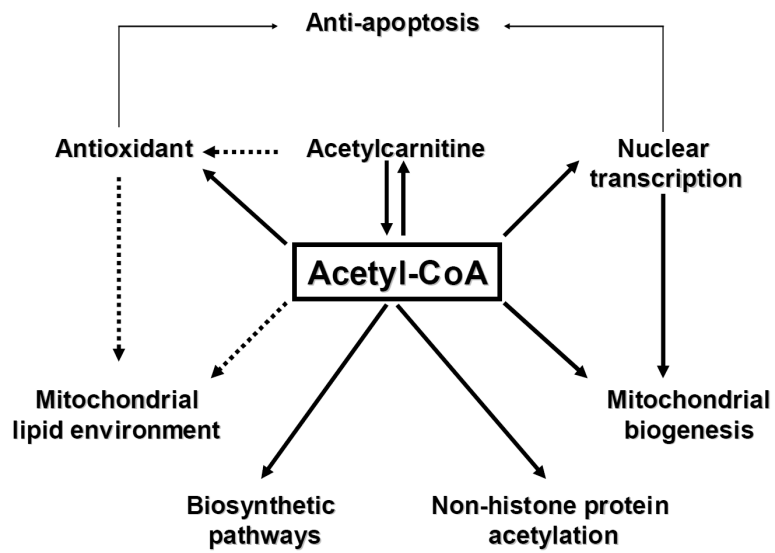 Anti-apoptosis
Antioxidant
Acetylcarnitine
Nuclear
transcription
Acetyl-CoA
Mitochondrial
lipid environment
Mitochondrial
biogenesis
Biosynthetic
pathways
Non-histone protein
acetylation